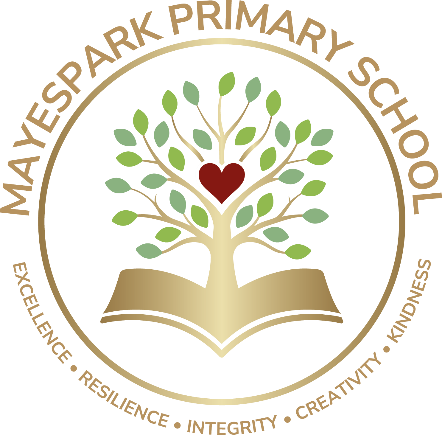 MAYESPARK PRIMARY SCHOOL
EXCELLENCE • RESILIENCE • INTEGRITY • CREATIVITY • KINDNESS